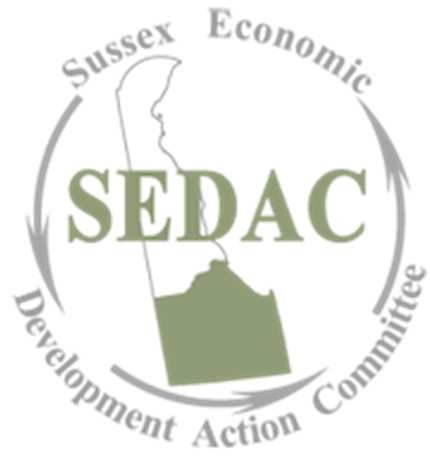 Sussex Economic
SEDAC
Development Action Committee